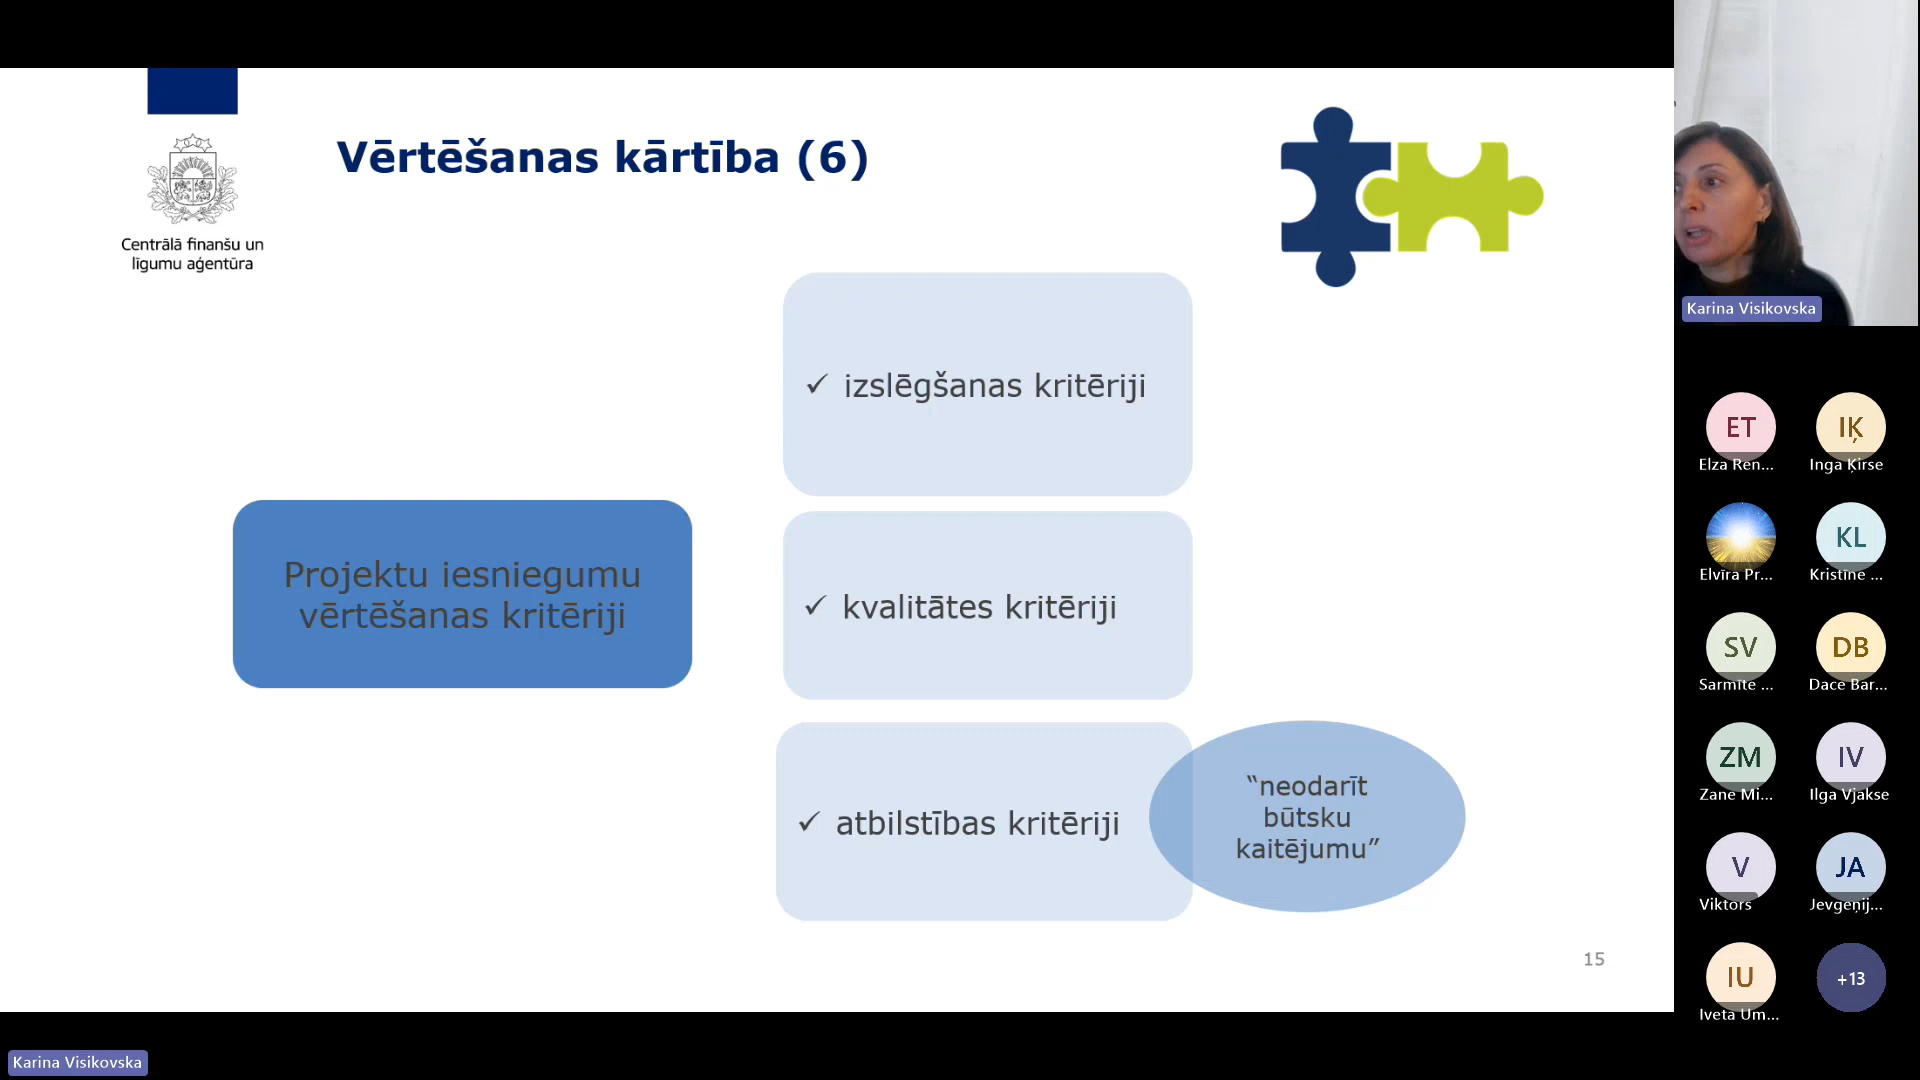 Vērtēšanas kārtība (6)
Centrālā finanšu un
līgumu aģentūra
Projektu iesniegumu
vērtēšanas kritēriji
✓ izslēgšanas kritēriji
✓ kvalitātes kritēriji
✓ atbilstības kritēriji
“neodarīt
būtsku
kaitējumu”
15
Karina Visikovska
ET
Elza Ren...
IĶ
Inga Ķirse
Elvīra Pr...
KL
Kristīne ...
SV
Sarmīte ...
DB
Dace Bar...
ZM
Zane Mi...
IV
Ilga Vjakse
V
Viktors
JA
Jevgeņij...
IU
Iveta Um...
+13
Karina Visikovska